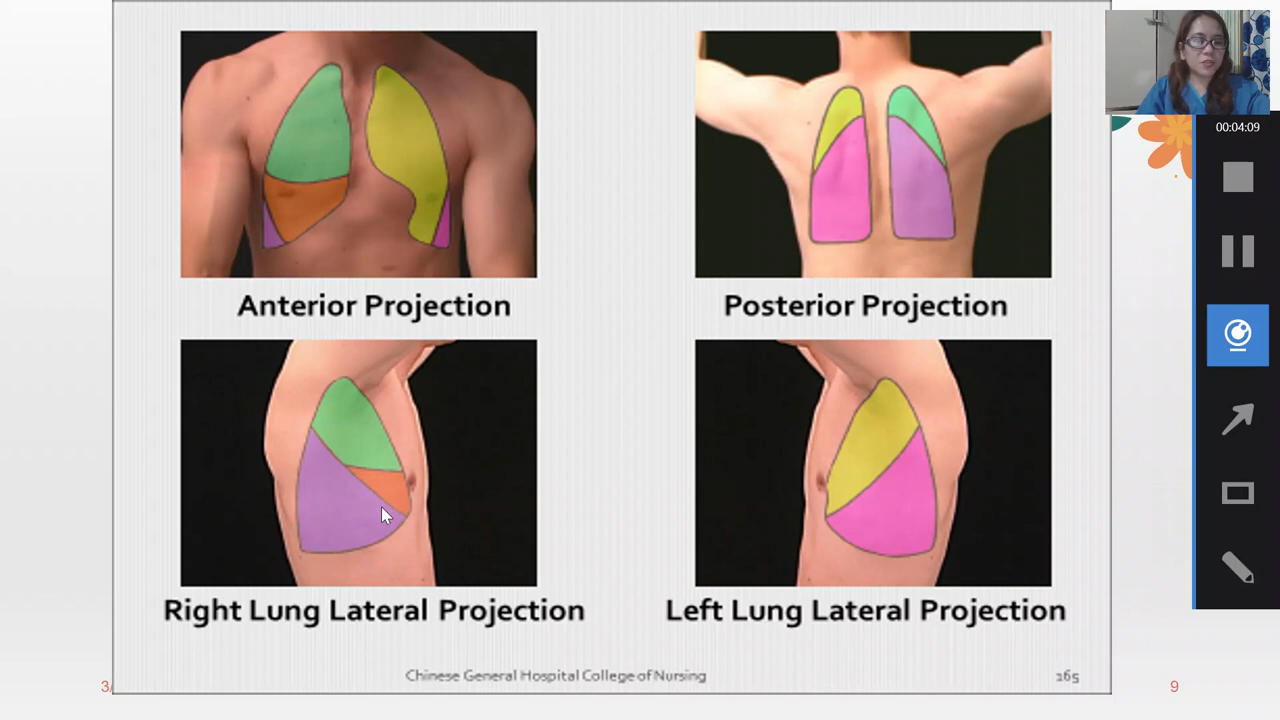 00:04:09
Anterior Projection
Posterior Projection
Right Lung Lateral Projection
Left Lung Lateral Projection
Chinese General Hospital College of Nursing
165
3/
9